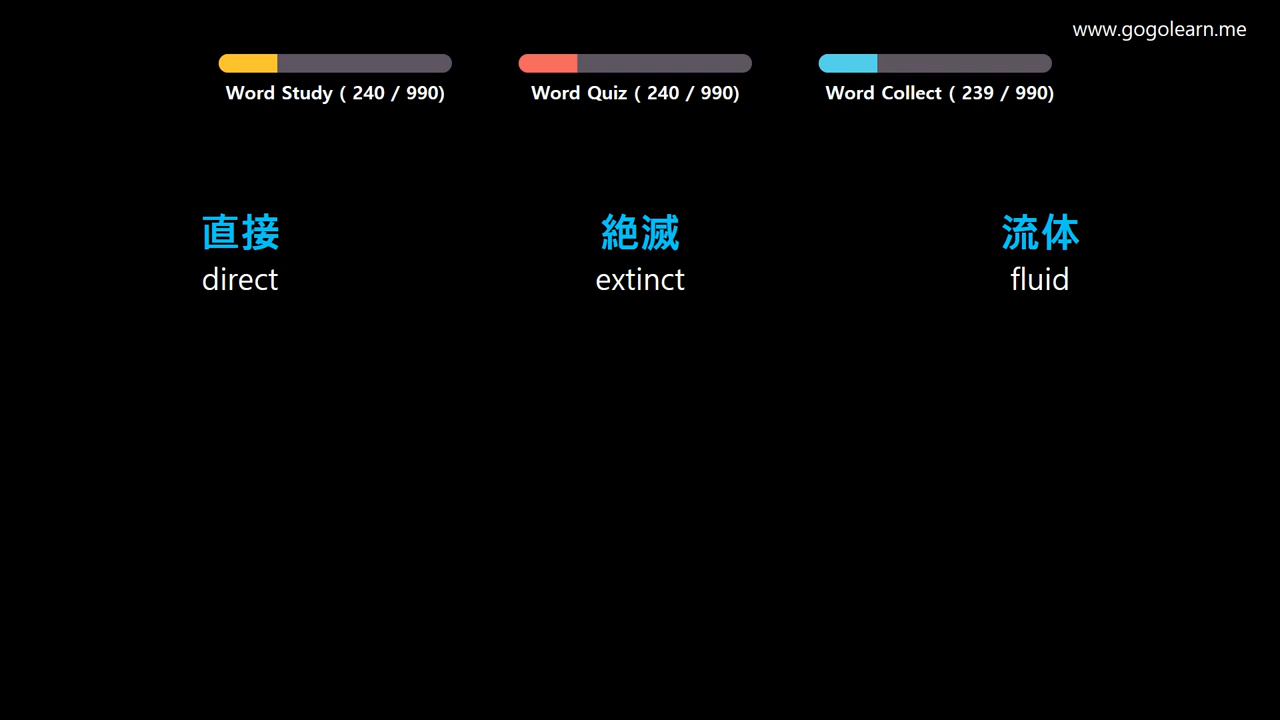 www.gogolearn.me
Word Study ( 240 / 990)
Word Quiz ( 240 / 990)
Word Collect ( 239 / 990)
直接
direct
絶滅
extinct
流体
fluid